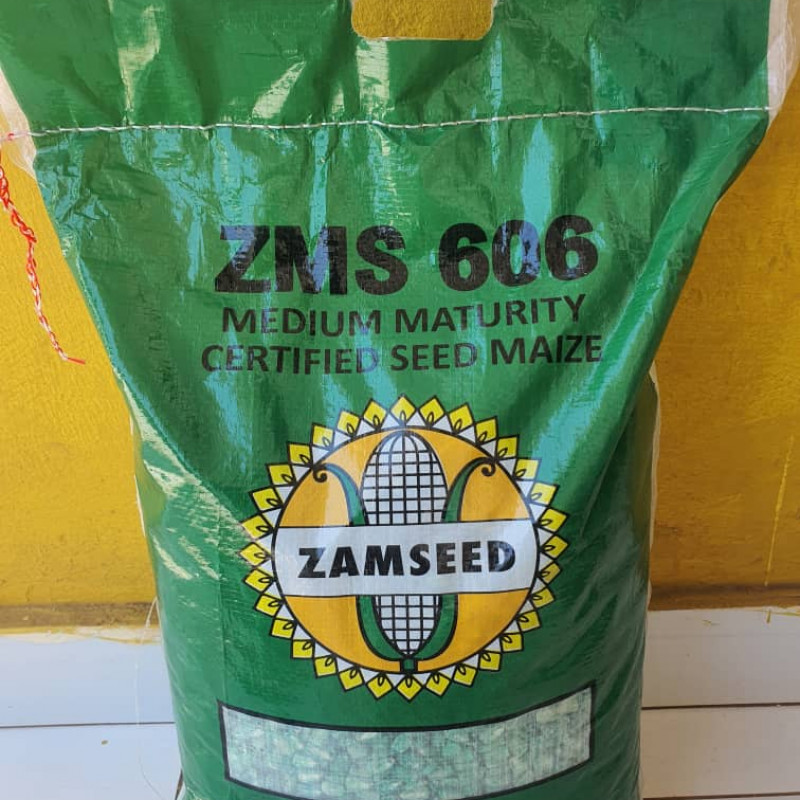 ZMS 606
MEDIUM MATURITY
CERTIFIED SEED MAIZE
ZAMSEED